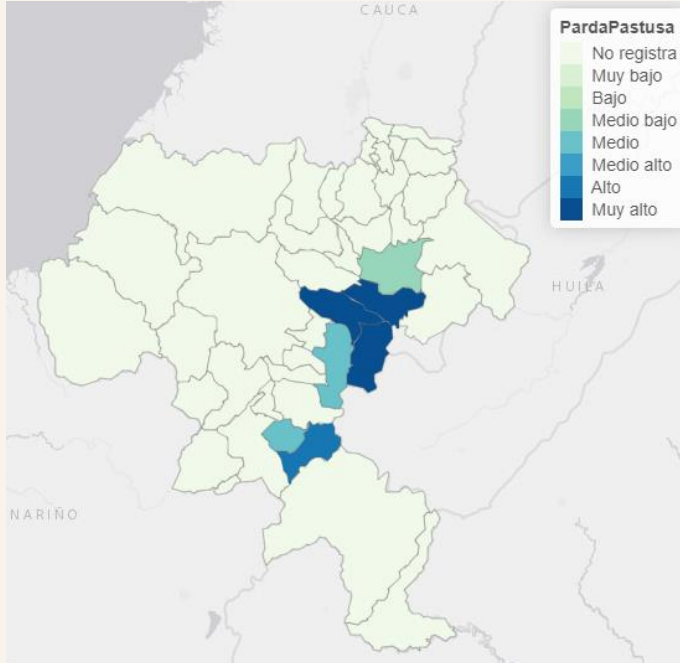 CAUCA
PardaPastusa
No registra
Muy bajo
Bajo
Medio bajo
Medio
Medio alto
Alto
Muy alto
HUILA
NARIÑO